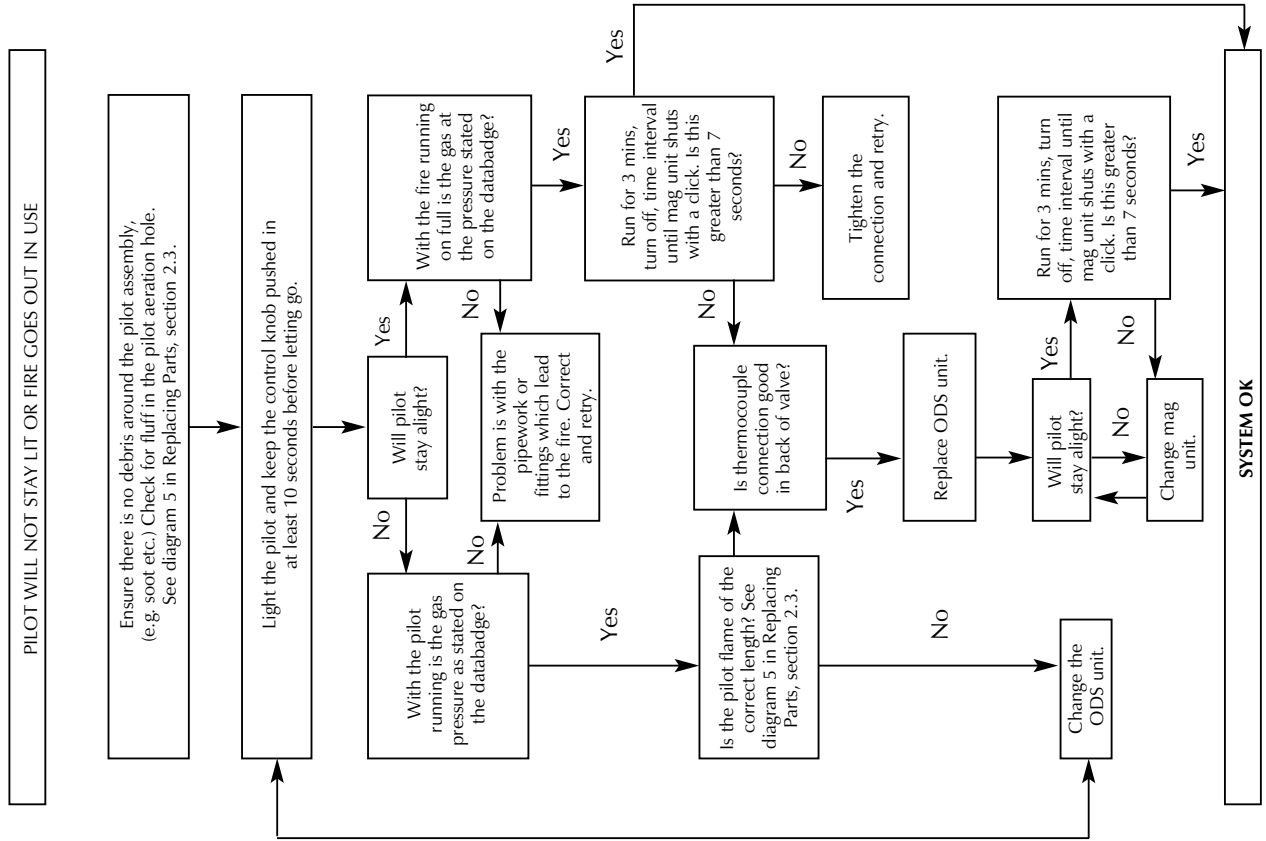 PILOT WILL NOT STAY LIT OR FIRE GOES OUT IN USE
Ensure there is no debris around the pilot assembly,
(e.g. soot etc.) Check for fluff in the pilot aeration hole.
See diagram 5 in Replacing Parts, section 2.3.
Light the pilot and keep the control knob pushed in
at least 10 seconds before letting go.
Will pilot
stay alight?
No
Yes
With the pilot
running is the gas
pressure as stated on
the databadge?
With the fire running
on full is the gas at
the pressure stated
on the databadge?
No
No
Problem is with the
pipework or
fittings which lead
to the fire. Correct
and retry.
Yes
Yes
Run for 3 mins,
turn off, time interval
until mag unit shuts
with a click. Is this
greater than 7
seconds?
Yes
Is the pilot flame of the
correct length? See
diagram 5 in Replacing
Parts, section 2.3.
No
Is thermocouple
connection good
in back of valve?
No
Tighten the
connection and retry.
Yes
Replace ODS unit.
No
Change the
ODS unit.
Will pilot
stay alight?
Yes
Run for 3 mins, turn
off, time interval until
mag unit shuts with a
click. Is this greater
than 7 seconds?
No
No
Change mag
unit.
Yes
SYSTEM OK